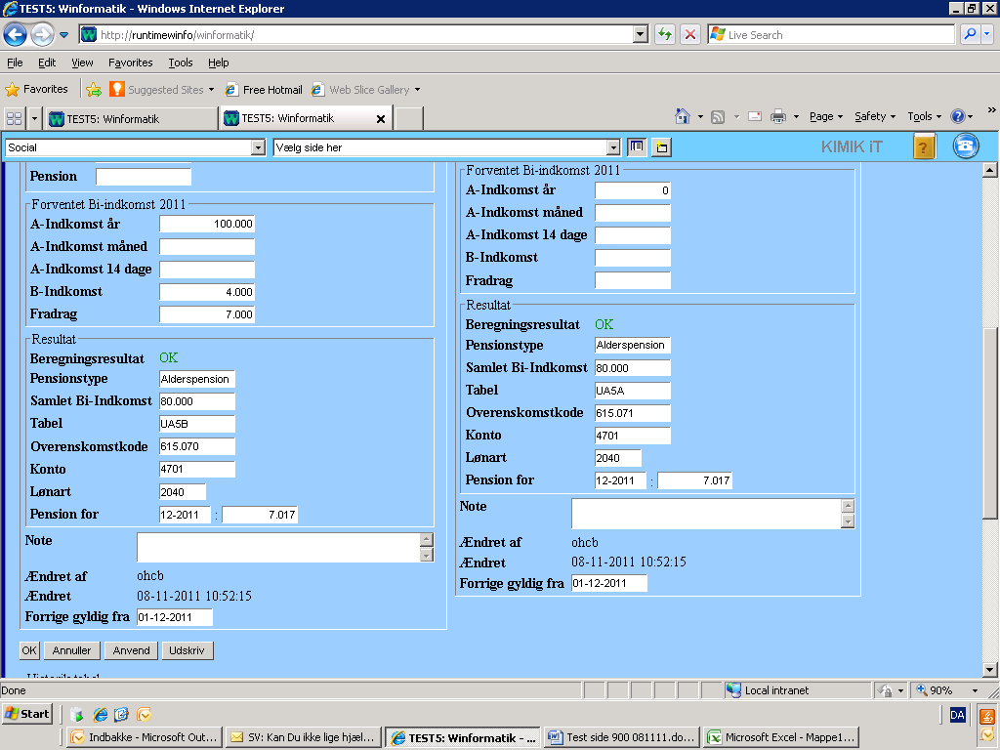 TEST5: Winformatik - Windows Internet Explorer
http://runtimewinfo/winformatik/
Live Search
File Edit View Favorites Tools Help
Favorites Suggested Sites Free Hotmail Web Slice Gallery
TEST5: Winformatik TEST5: Winformatik Page Safety Tools
Social Vælg side her KIMIK iT
Pension
Forventet Bi-indkomst 2011
A-Indkomst år 100.000
A-Indkomst måned
A-Indkomst 14 dage
B-Indkomst 4.000
Fradrag 7.000
Resultat
Beregningsresultat OK
Pensionstype Alderspension
Samlet Bi-Indkomst 80.000
Tabel UA5B
Overenskomstkode 615.070
Konto 4701
Lønart 2040
Pension for 12-2011 : 7.017
Note
Ændret af ohcb
Ændret 08-11-2011 10:52:15
Forrige gyldig fra 01-12-2011
Forventet Bi-indkomst 2011
A-Indkomst år 0
A-Indkomst måned
A-Indkomst 14 dage
B-Indkomst
Fradrag
Resultat
Beregningsresultat OK
Pensionstype Alderspension
Samlet Bi-Indkomst 80.000
Tabel UA5A
Overenskomstkode 615.071
Konto 4701
Lønart 2040
Pension for 12-2011 : 7.017
Note
Ændret af ohcb
Ændret 08-11-2011 10:52:15
Forrige gyldig fra 01-12-2011
OK Annuller Anvend Udskriv
Historik tabel
Done Local intranet 90%
Start DA
Indbakke - Microsoft Out... SV: Kan Du ikke lige hjæl... TEST5: Winformatik - ... Test side 900 081111.do... Microsoft Excel - Mappe1...